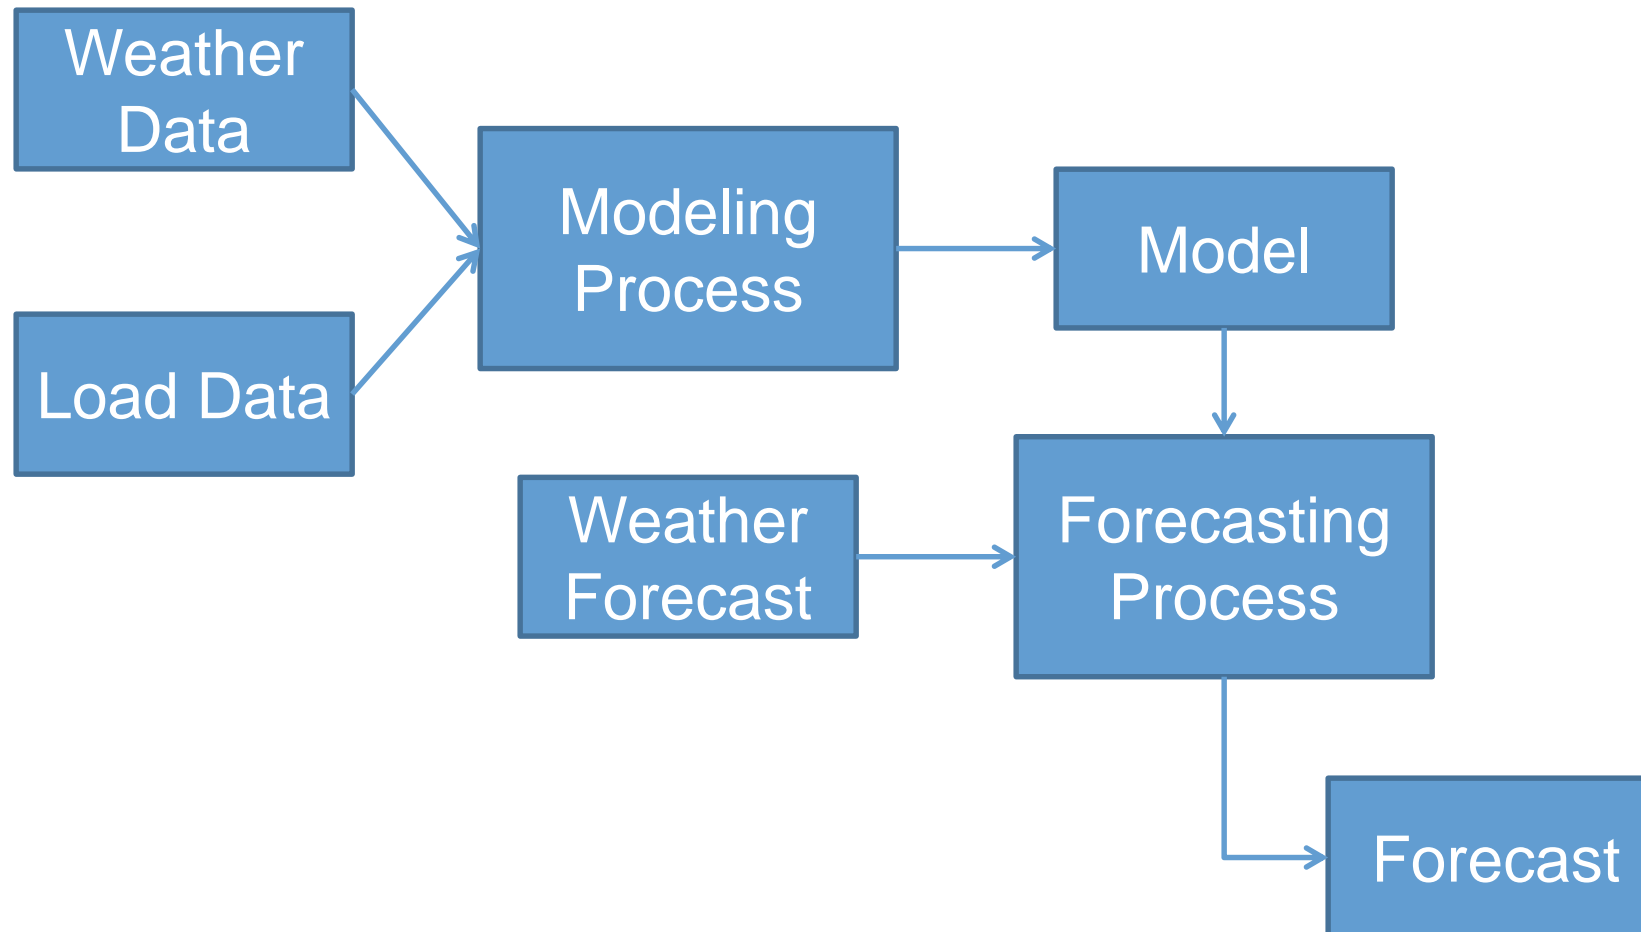 Weather
Data
Modeling
Process
Model
Load Data
Weather
Forecast
Forecasting
Process
Forecast